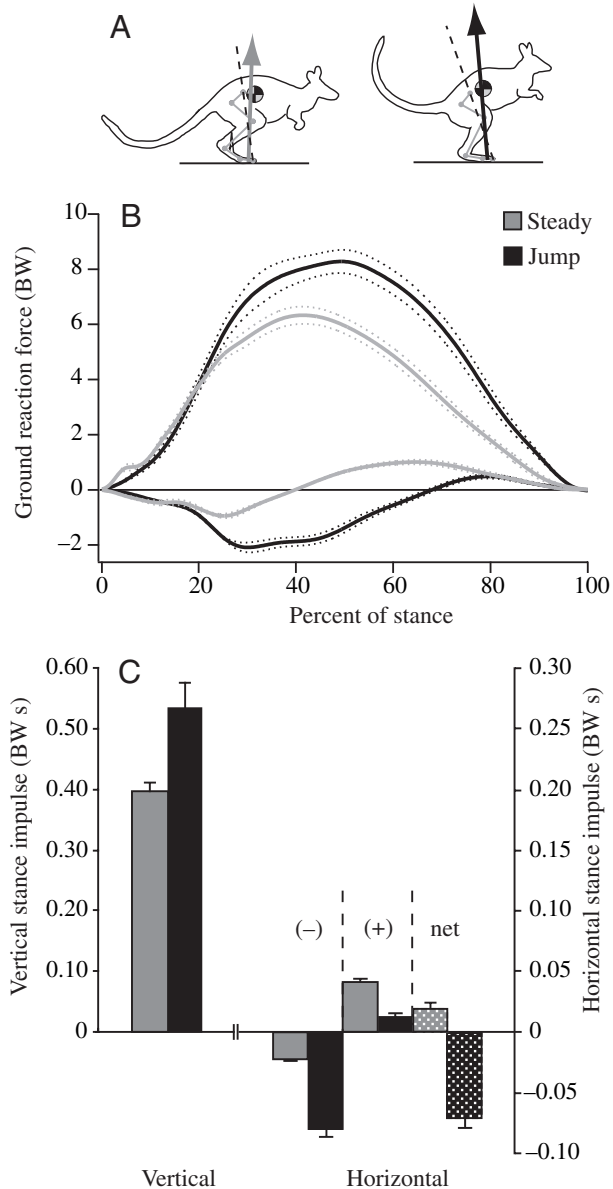 A
B
Steady
Jump
Ground reaction force (BW)
10
8
6
4
2
0
–2
0 20 40 60 80 100
Percent of stance
C
Vertical stance impulse (BW s)
0.60
0.50
0.40
0.30
0.20
0.10
0
(–) (+) net
0.30
0.25
0.20
0.15
0.10
0.05
0
–0.05
–0.10
Horizontal stance impulse (BW s)
Vertical Horizontal